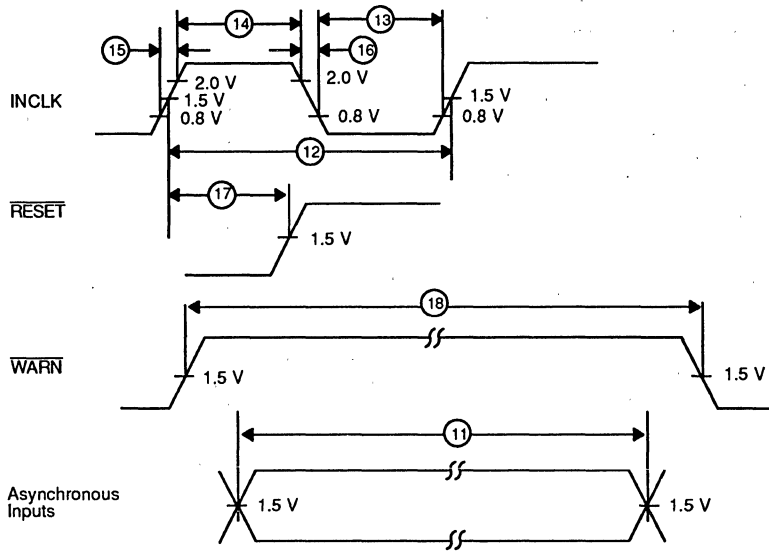 14
13
15
16
2.0 V
2.0 V
INCLK
1.5 V
1.5 V
0.8 V
0.8 V
0.8 V
12
17
RESET
1.5 V
18
WARN
1.5 V
1.5 V
11
Asynchronous
Inputs
1.5 V
1.5 V